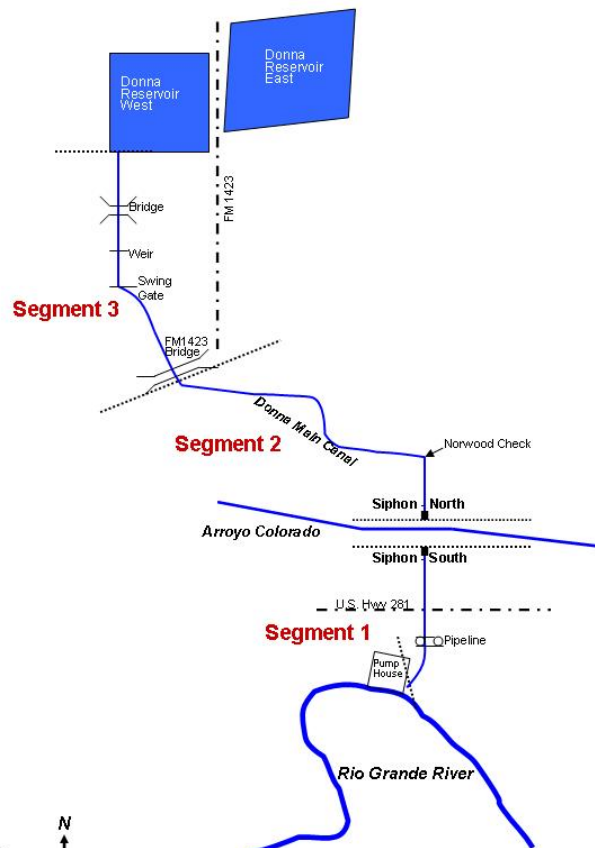 Donna
Reservoir
West
Donna
Reservoir
East
FM 1423
Bridge
Weir
Swing
Gate
Segment 3
FM1423
Bridge
Donna Main Canal
Segment 2
Norwood Check
Siphon - North
Arroyo Colorado
Siphon - South
U.S. Hwy 281
Segment 1
Pipeline
Pump
House
Rio Grande River
N